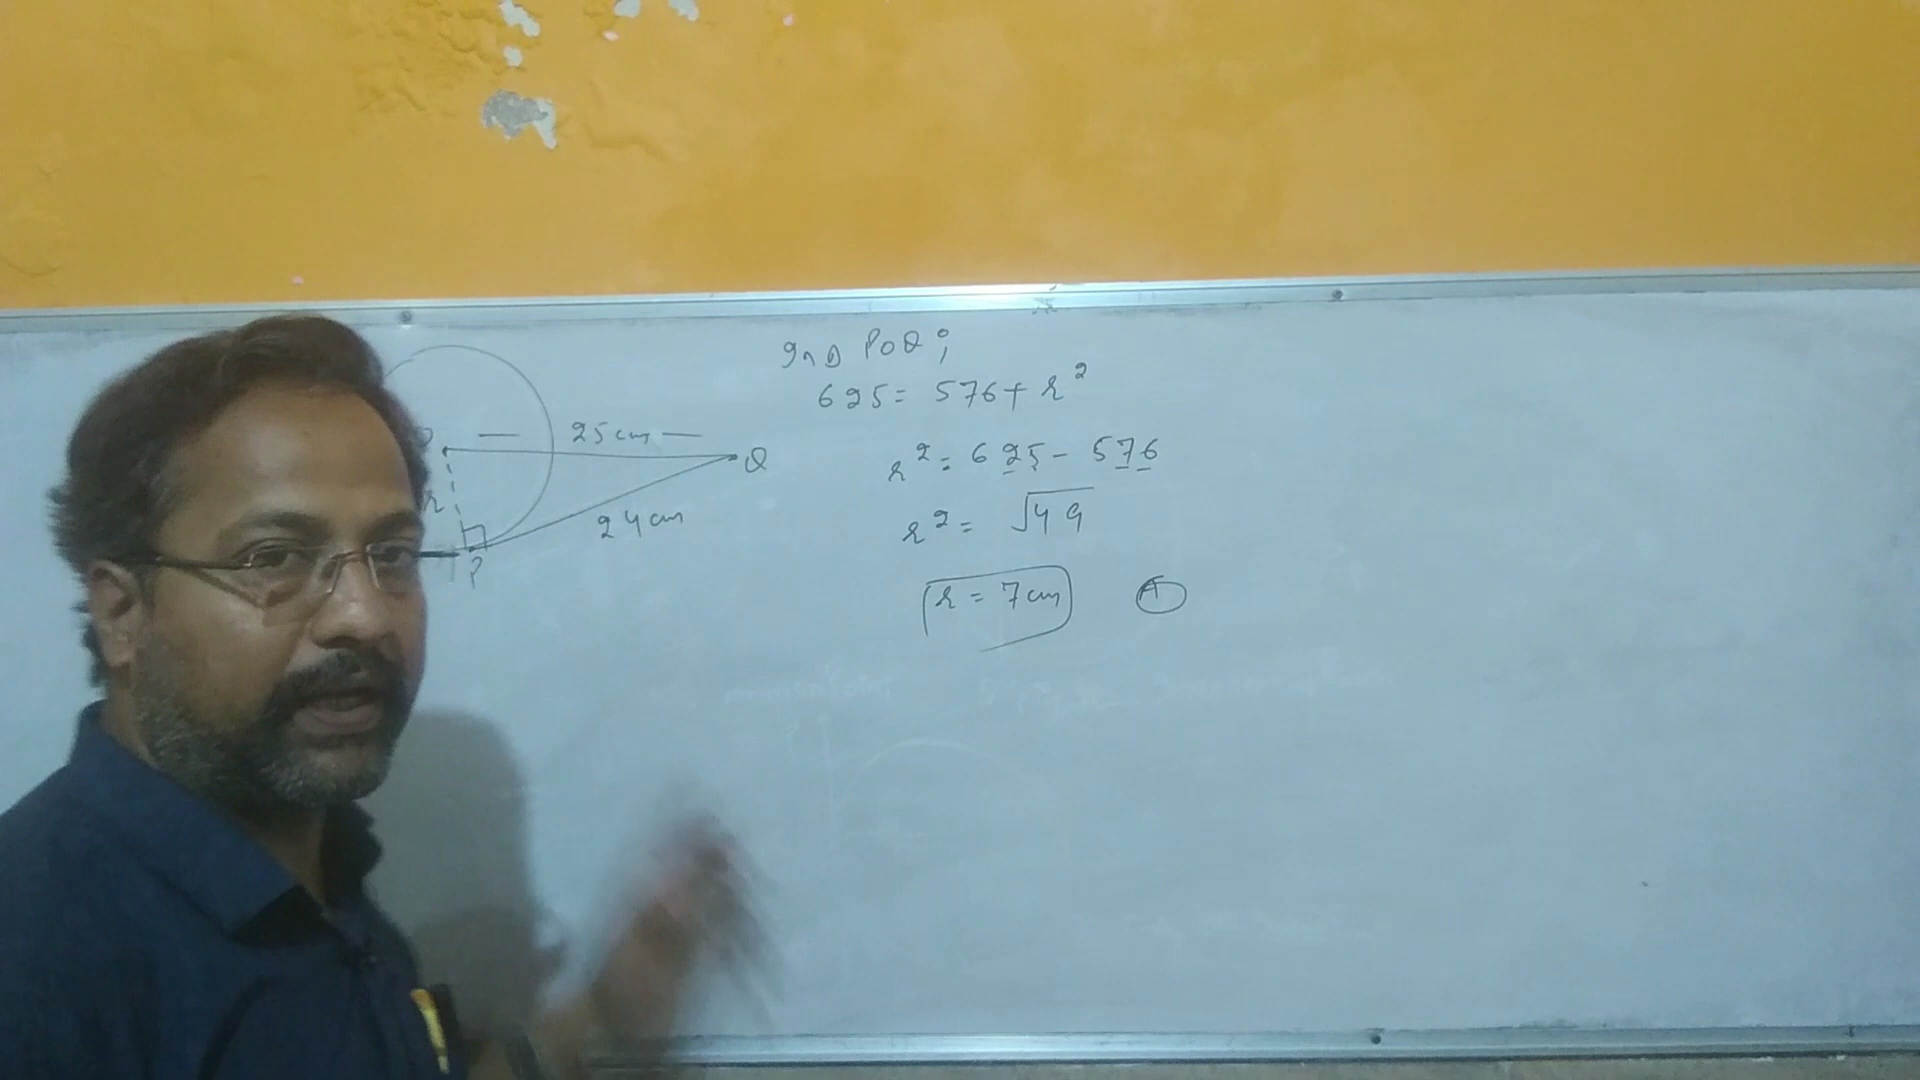 In Δ POQ ;
625 = 576 + r²
r² = 625 - 576
r² = √49
r = 7 cm
A
25 cm
Q
r
24 cm
P